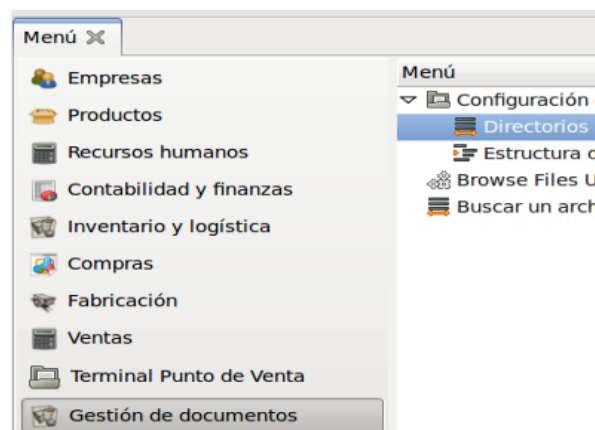 Menú
Empresas
Productos
Recursos humanos
Contabilidad y finanzas
Inventario y logística
Compras
Fabricación
Ventas
Terminal Punto de Venta
Gestión de documentos
Menú
Configuración
Directorios
Estructura
Browse Files
Buscar un